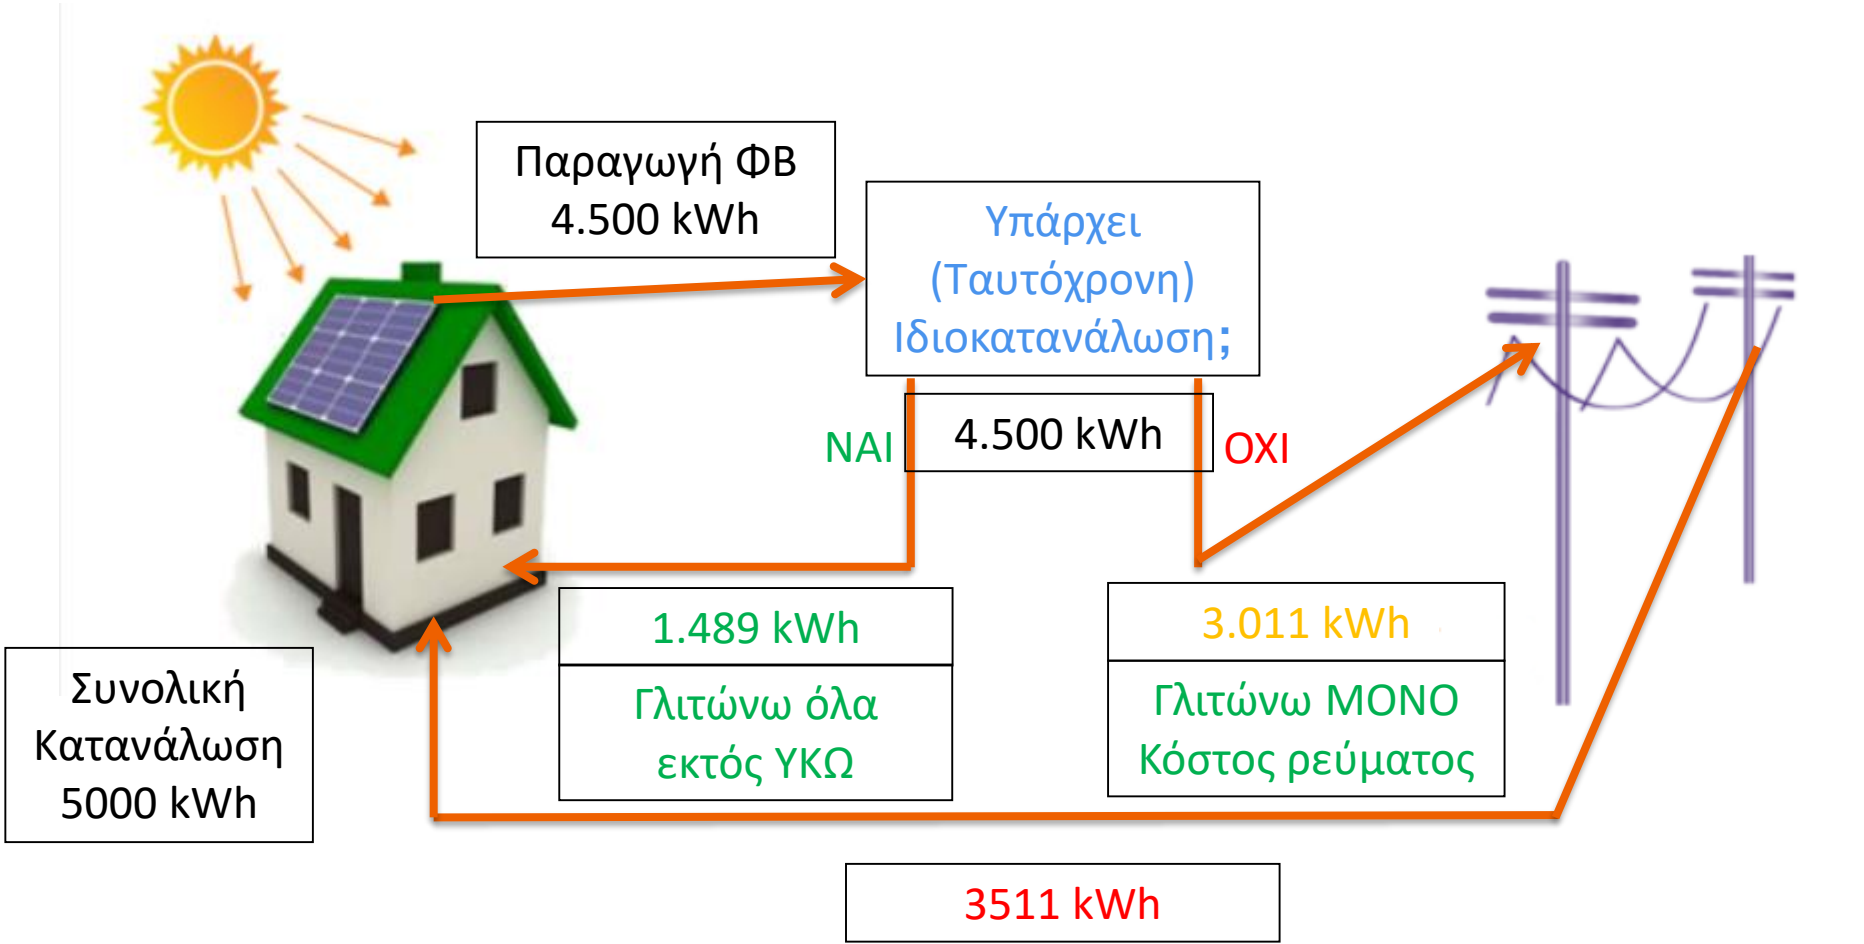 Παραγωγή ΦΒ
4.500 kWh
Υπάρχει
(Ταυτόχρονη)
Ιδιοκατανάλωση;
ΝΑΙ
4.500 kWh
ΟΧΙ
1.489 kWh
Γλιτώνω όλα
εκτός ΥΚΩ
3.011 kWh
Γλιτώνω ΜΟΝΟ
Κόστος ρεύματος
Συνολική
Κατανάλωση
5000 kWh
3511 kWh